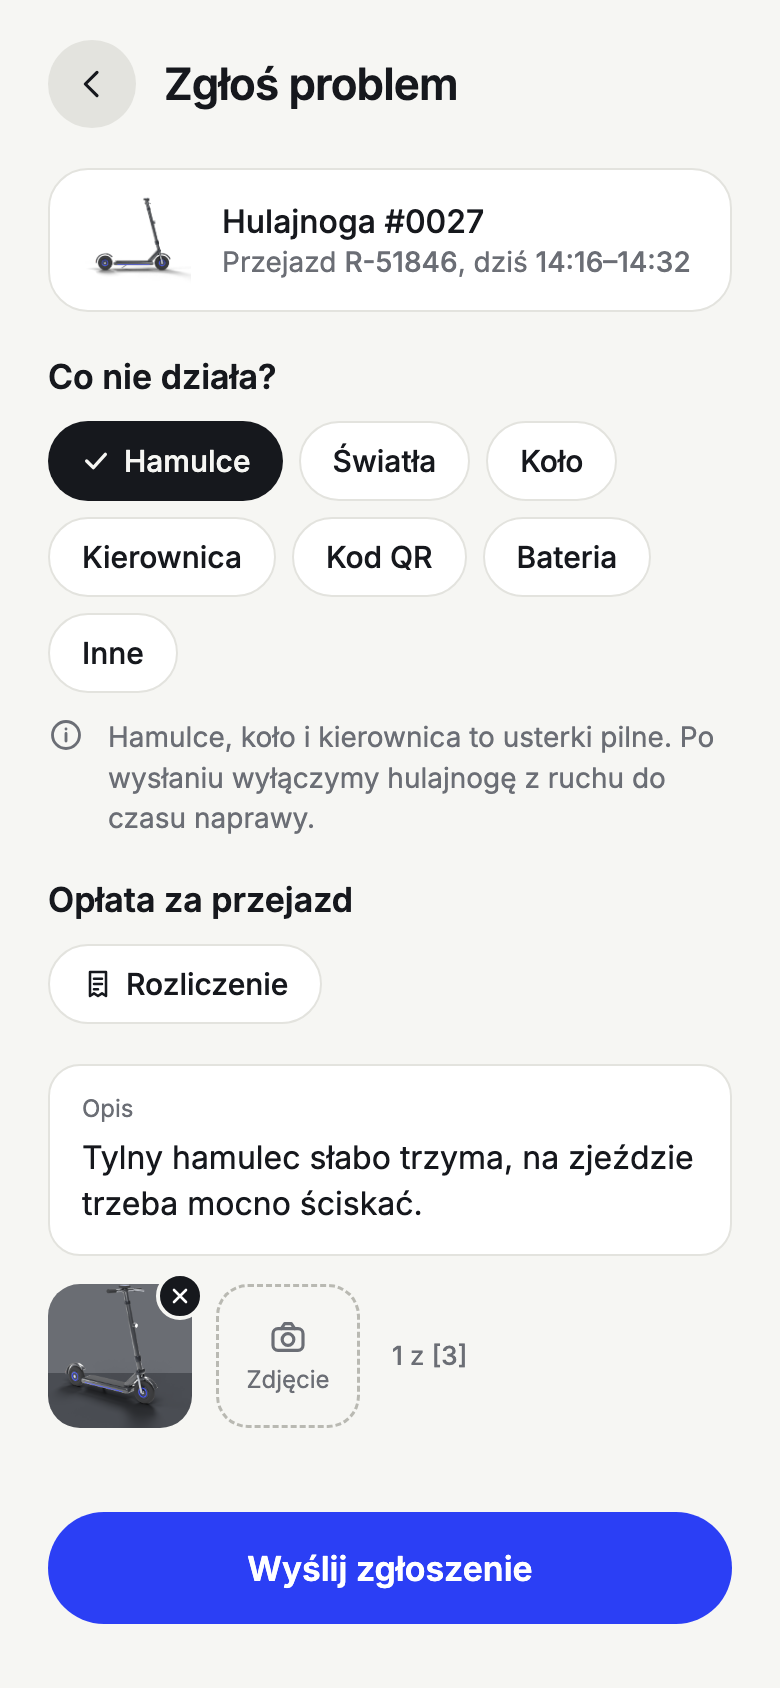 Zgłoś problem
Hulajnoga #0027
Przejazd R-51846, dziś 14:16–14:32
Co nie działa?
Hamulce
Światła
Koło
Kierownica
Kod QR
Bateria
Inne
Hamulce, koło i kierownica to usterki pilne. Po
wysłaniu wyłączymy hulajnogę z ruchu do
czasu naprawy.
Opłata za przejazd
Rozliczenie
Opis
Tylny hamulec słabo trzyma, na zjeździe
trzeba mocno ściskać.
Zdjęcie
1 z [3]
Wyślij zgłoszenie